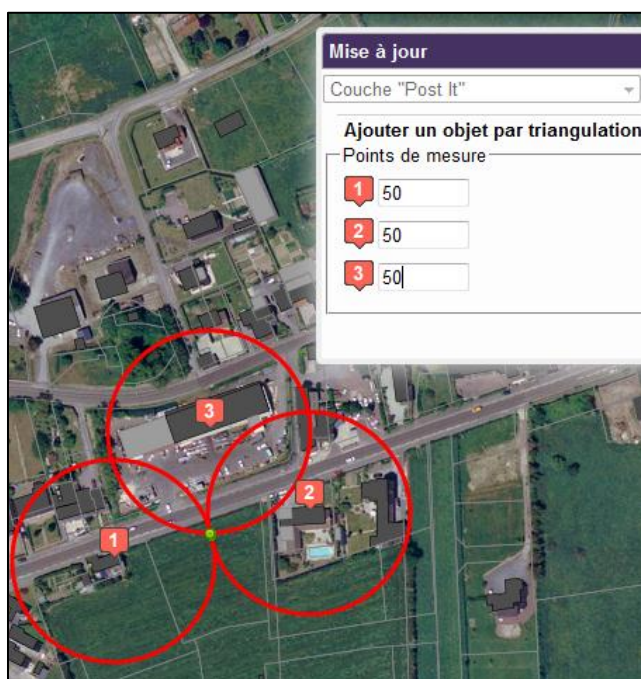 Mise à jour
Couche "Post It"
Ajouter un objet par triangulation
Points de mesure
1 50
2 50
3 50
3
2
1